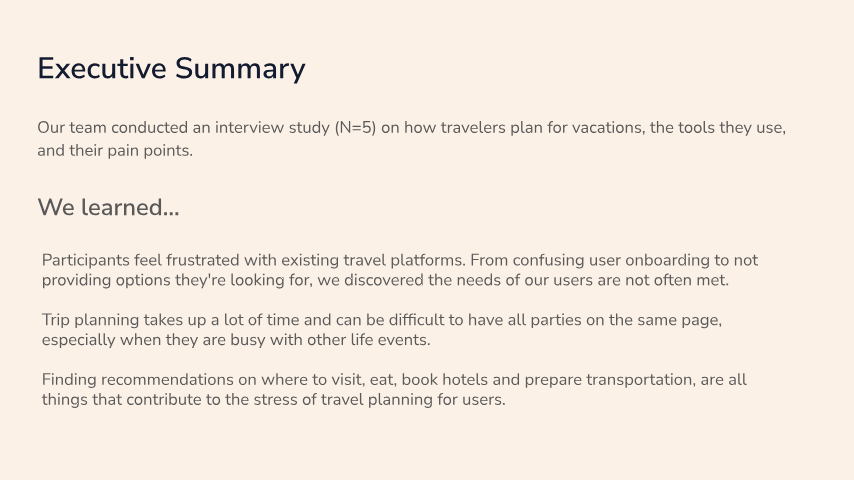 Executive Summary
Our team conducted an interview study (N=5) on how travelers plan for vacations, the tools they use,
and their pain points.
We learned...
Participants feel frustrated with existing travel platforms. From confusing user onboarding to not
providing options they're looking for, we discovered the needs of our users are not often met.
Trip planning takes up a lot of time and can be difficult to have all parties on the same page,
especially when they are busy with other life events.
Finding recommendations on where to visit, eat, book hotels and prepare transportation, are all
things that contribute to the stress of travel planning for users.